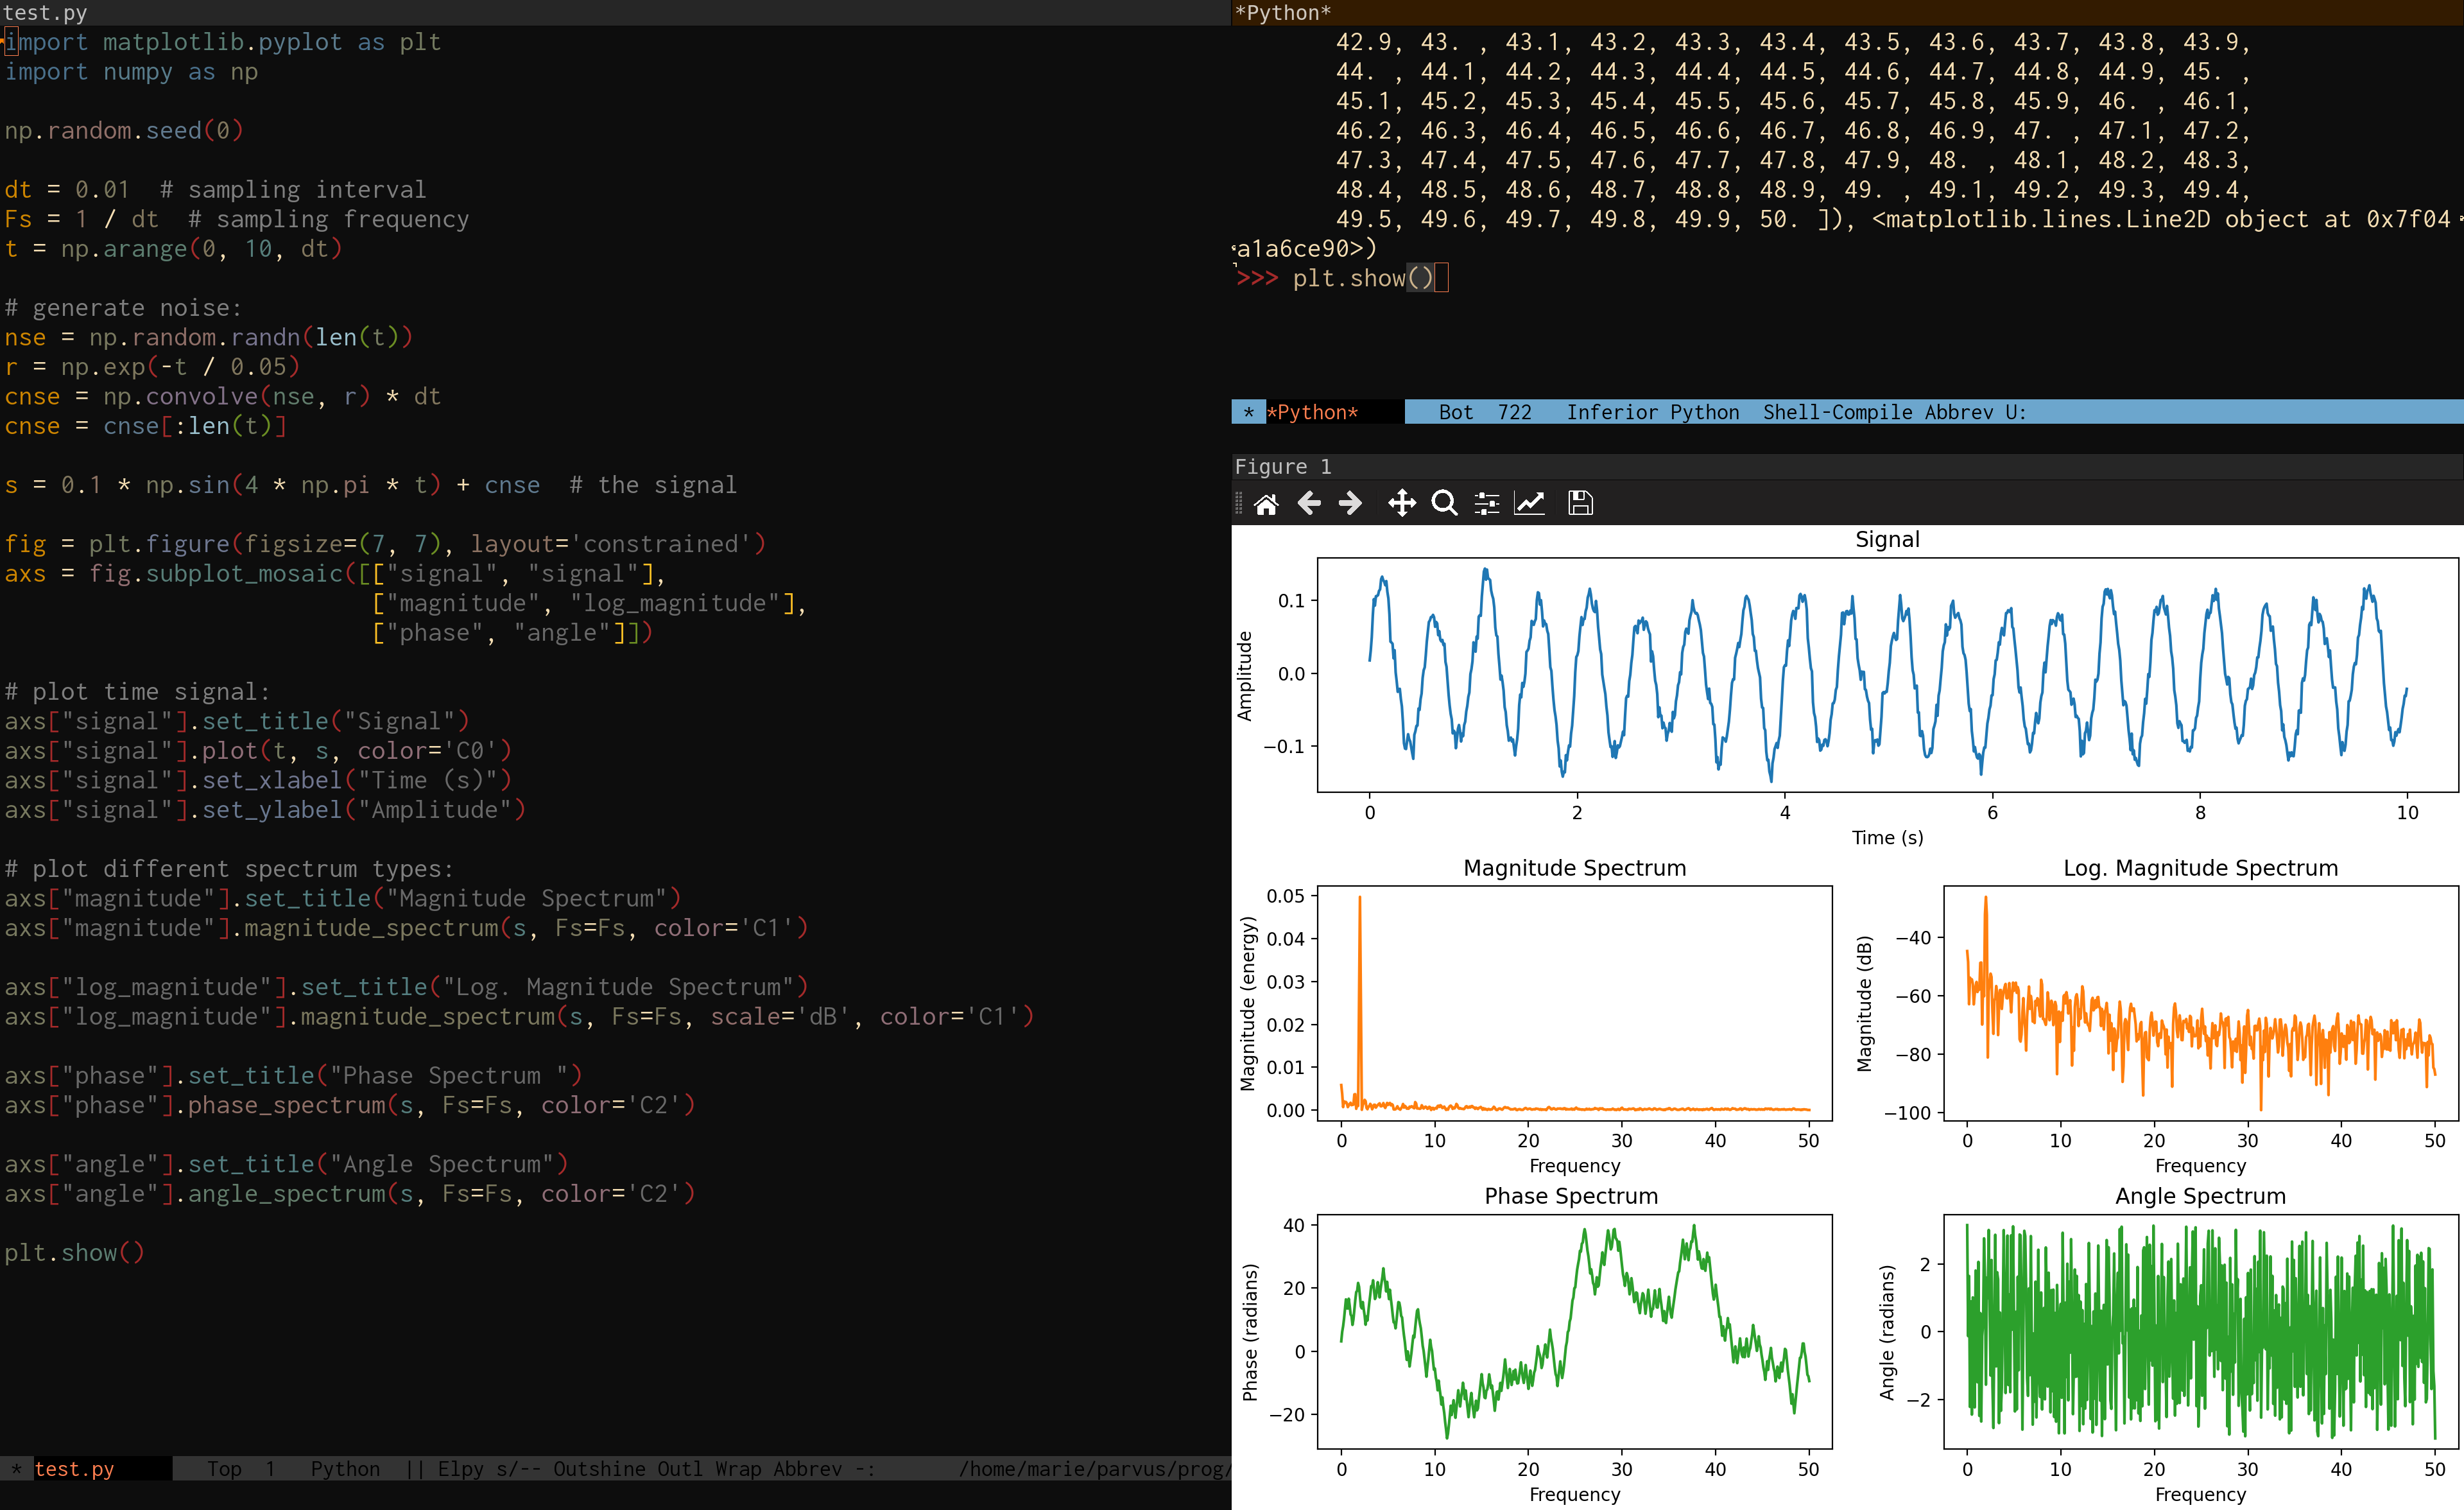 test.py
import matplotlib.pyplot as plt
import numpy as np
np.random.seed(0)
dt = 0.01  # sampling interval
Fs = 1 / dt  # sampling frequency
t = np.arange(0, 10, dt)
# generate noise:
nse = np.random.randn(len(t))
r = np.exp(-t / 0.05)
cnse = np.convolve(nse, r) * dt
cnse = cnse[:len(t)]
s = 0.1 * np.sin(4 * np.pi * t) + cnse  # the signal
fig = plt.figure(figsize=(7, 7), layout='constrained')
axs = fig.subplot_mosaic([["signal", "signal"],
["magnitude", "log_magnitude"],
["phase", "angle"]])
# plot time signal:
axs["signal"].set_title("Signal")
axs["signal"].plot(t, s, color='C0')
axs["signal"].set_xlabel("Time (s)")
axs["signal"].set_ylabel("Amplitude")
# plot different spectrum types:
axs["magnitude"].set_title("Magnitude Spectrum")
axs["magnitude"].magnitude_spectrum(s, Fs=Fs, color='C1')
axs["log_magnitude"].set_title("Log. Magnitude Spectrum")
axs["log_magnitude"].magnitude_spectrum(s, Fs=Fs, scale='dB', color='C1')
axs["phase"].set_title("Phase Spectrum ")
axs["phase"].phase_spectrum(s, Fs=Fs, color='C2')
axs["angle"].set_title("Angle Spectrum")
axs["angle"].angle_spectrum(s, Fs=Fs, color='C2')
plt.show()
* test.py Top 1 Python || Elpy s/-- Outshine Outl Wrap Abbrev -: /home/marie/parvus/prog/
*Python*
42.9, 43. , 43.1, 43.2, 43.3, 43.4, 43.5, 43.6, 43.7, 43.8, 43.9,
44. , 44.1, 44.2, 44.3, 44.4, 44.5, 44.6, 44.7, 44.8, 44.9, 45. ,
45.1, 45.2, 45.3, 45.4, 45.5, 45.6, 45.7, 45.8, 45.9, 46. , 46.1,
46.2, 46.3, 46.4, 46.5, 46.6, 46.7, 46.8, 46.9, 47. , 47.1, 47.2,
47.3, 47.4, 47.5, 47.6, 47.7, 47.8, 47.9, 48. , 48.1, 48.2, 48.3,
48.4, 48.5, 48.6, 48.7, 48.8, 48.9, 49. , 49.1, 49.2, 49.3, 49.4,
49.5, 49.6, 49.7, 49.8, 49.9, 50. ]), <matplotlib.lines.Line2D object at 0x7f04
a1a6ce90>)
>>> plt.show()
* *Python* Bot 722 Inferior Python Shell-Compile Abbrev U:
Figure 1
Signal
Amplitude
0.1
0.0
−0.1
0 2 4 6 8 10
Time (s)
Magnitude Spectrum
Magnitude (energy)
0.05
0.04
0.03
0.02
0.01
0.00
0 10 20 30 40 50
Frequency
Log. Magnitude Spectrum
Magnitude (dB)
−40
−60
−80
−100
0 10 20 30 40 50
Frequency
Phase Spectrum
Phase (radians)
40
20
0
−20
0 10 20 30 40 50
Frequency
Angle Spectrum
Angle (radians)
2
0
−2
0 10 20 30 40 50
Frequency